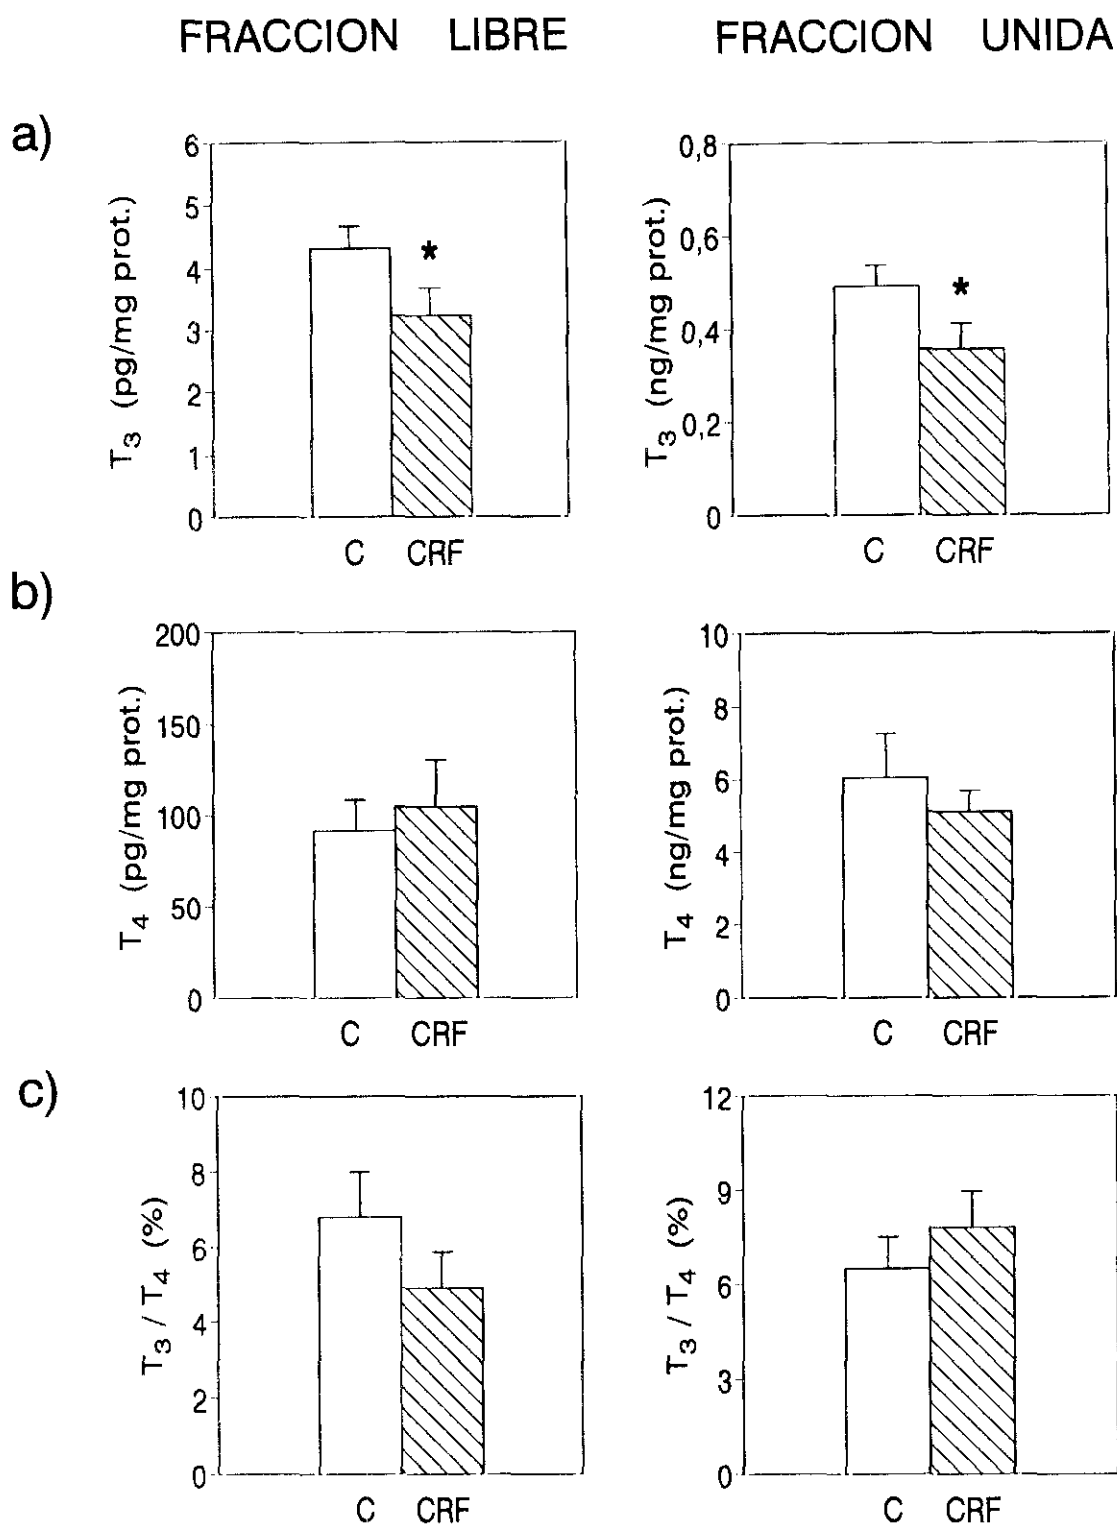 FRACCION LIBRE FRACCION UNIDA
a)
T3 (pg/mg prot.)
6
5
4
3
2
1
0
*
C CRF
T3 (ng/mg prot.)
0,8
0,6
0,4
0,2
0
*
C CRF
b)
T4 (pg/mg prot.)
200
150
100
50
0
C CRF
T4 (ng/mg prot.)
10
8
6
4
2
0
C CRF
c)
T3 / T4 (%)
10
8
6
4
2
0
C CRF
T3 / T4 (%)
12
9
6
3
0
C CRF